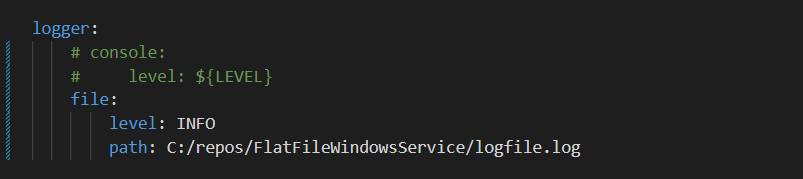 logger:
# console:
#     level: ${LEVEL}
file:
level: INFO
path: C:/repos/FlatFileWindowsService/logfile.log